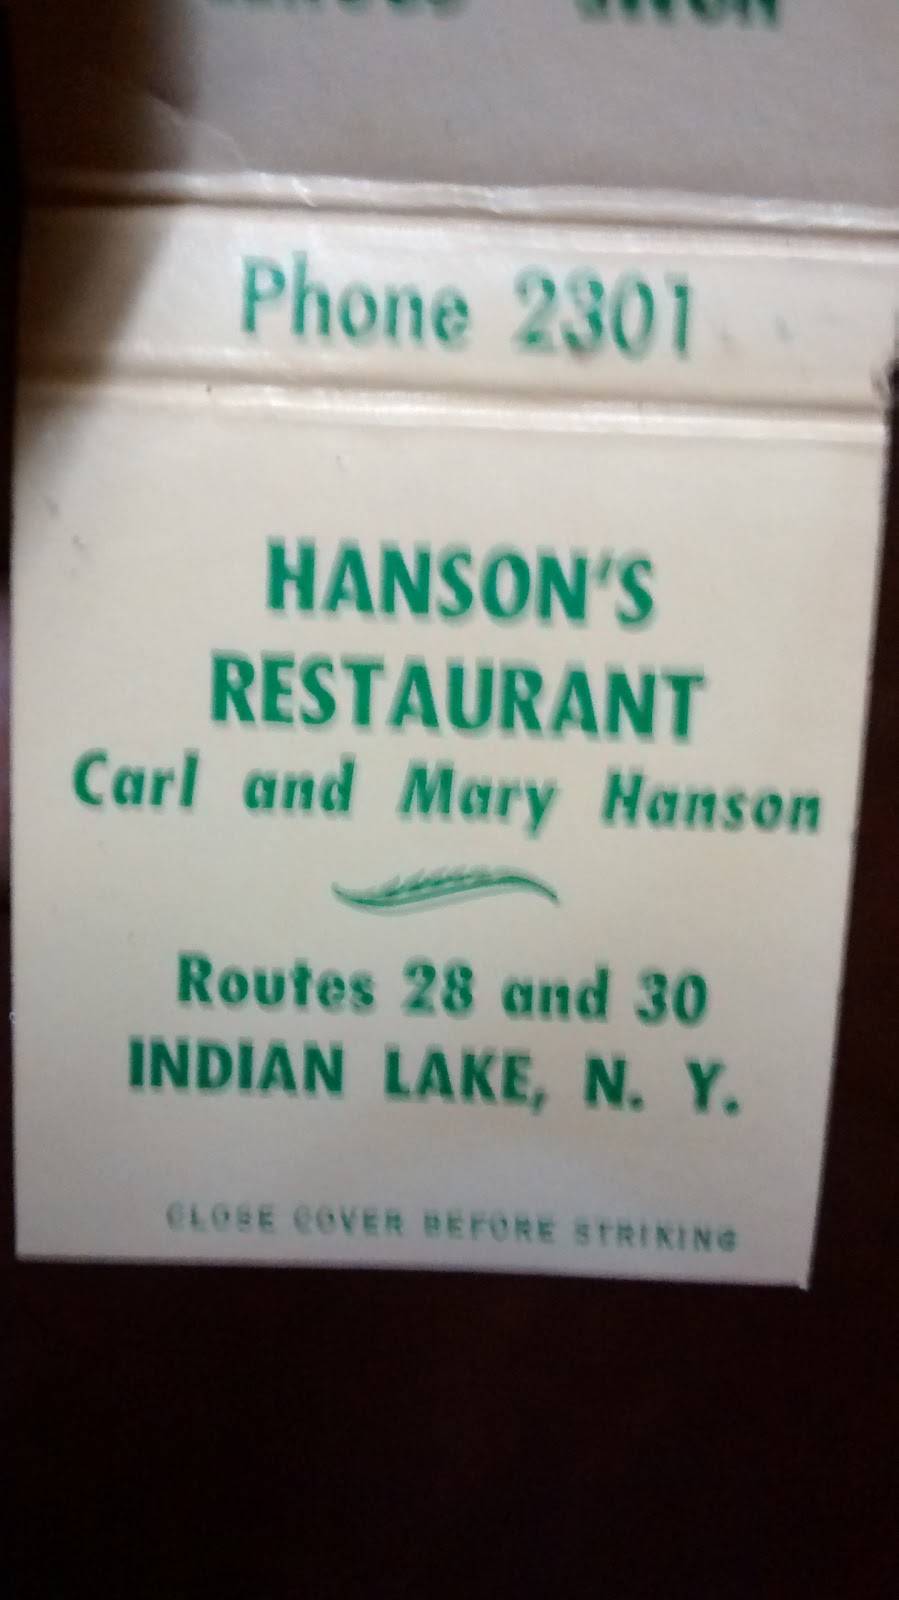 Phone 2301
HANSON'S
RESTAURANT
Carl and Mary Hanson
Routes 28 and 30
INDIAN LAKE, N. Y.
CLOSE COVER BEFORE STRIKING